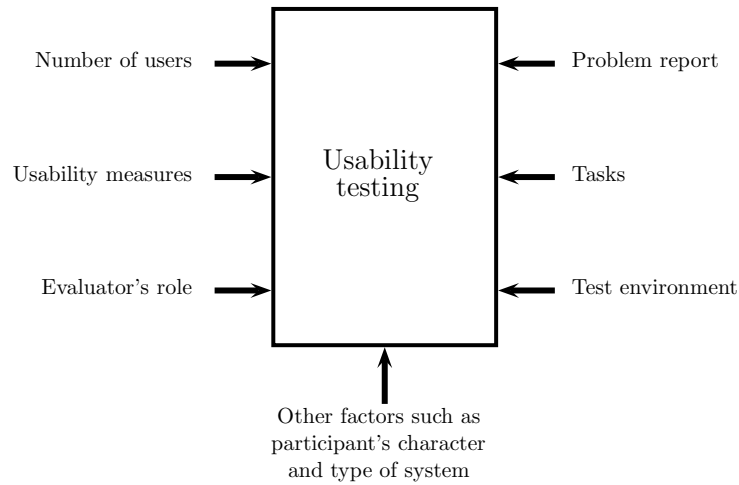 Number of users
Problem report
Usability
testing
Usability measures
Tasks
Evaluator's role
Test environment
Other factors such as
participant's character
and type of system